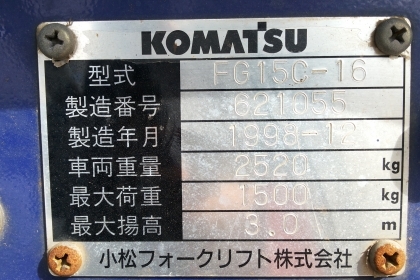 KOMATSU
型式 FG15C-16
製造番号 621055
製造年月 1998-12
車両重量 2520 kg
最大荷重 1500 kg
最大揚高 3.0 m
小松フォークリフト株式会社